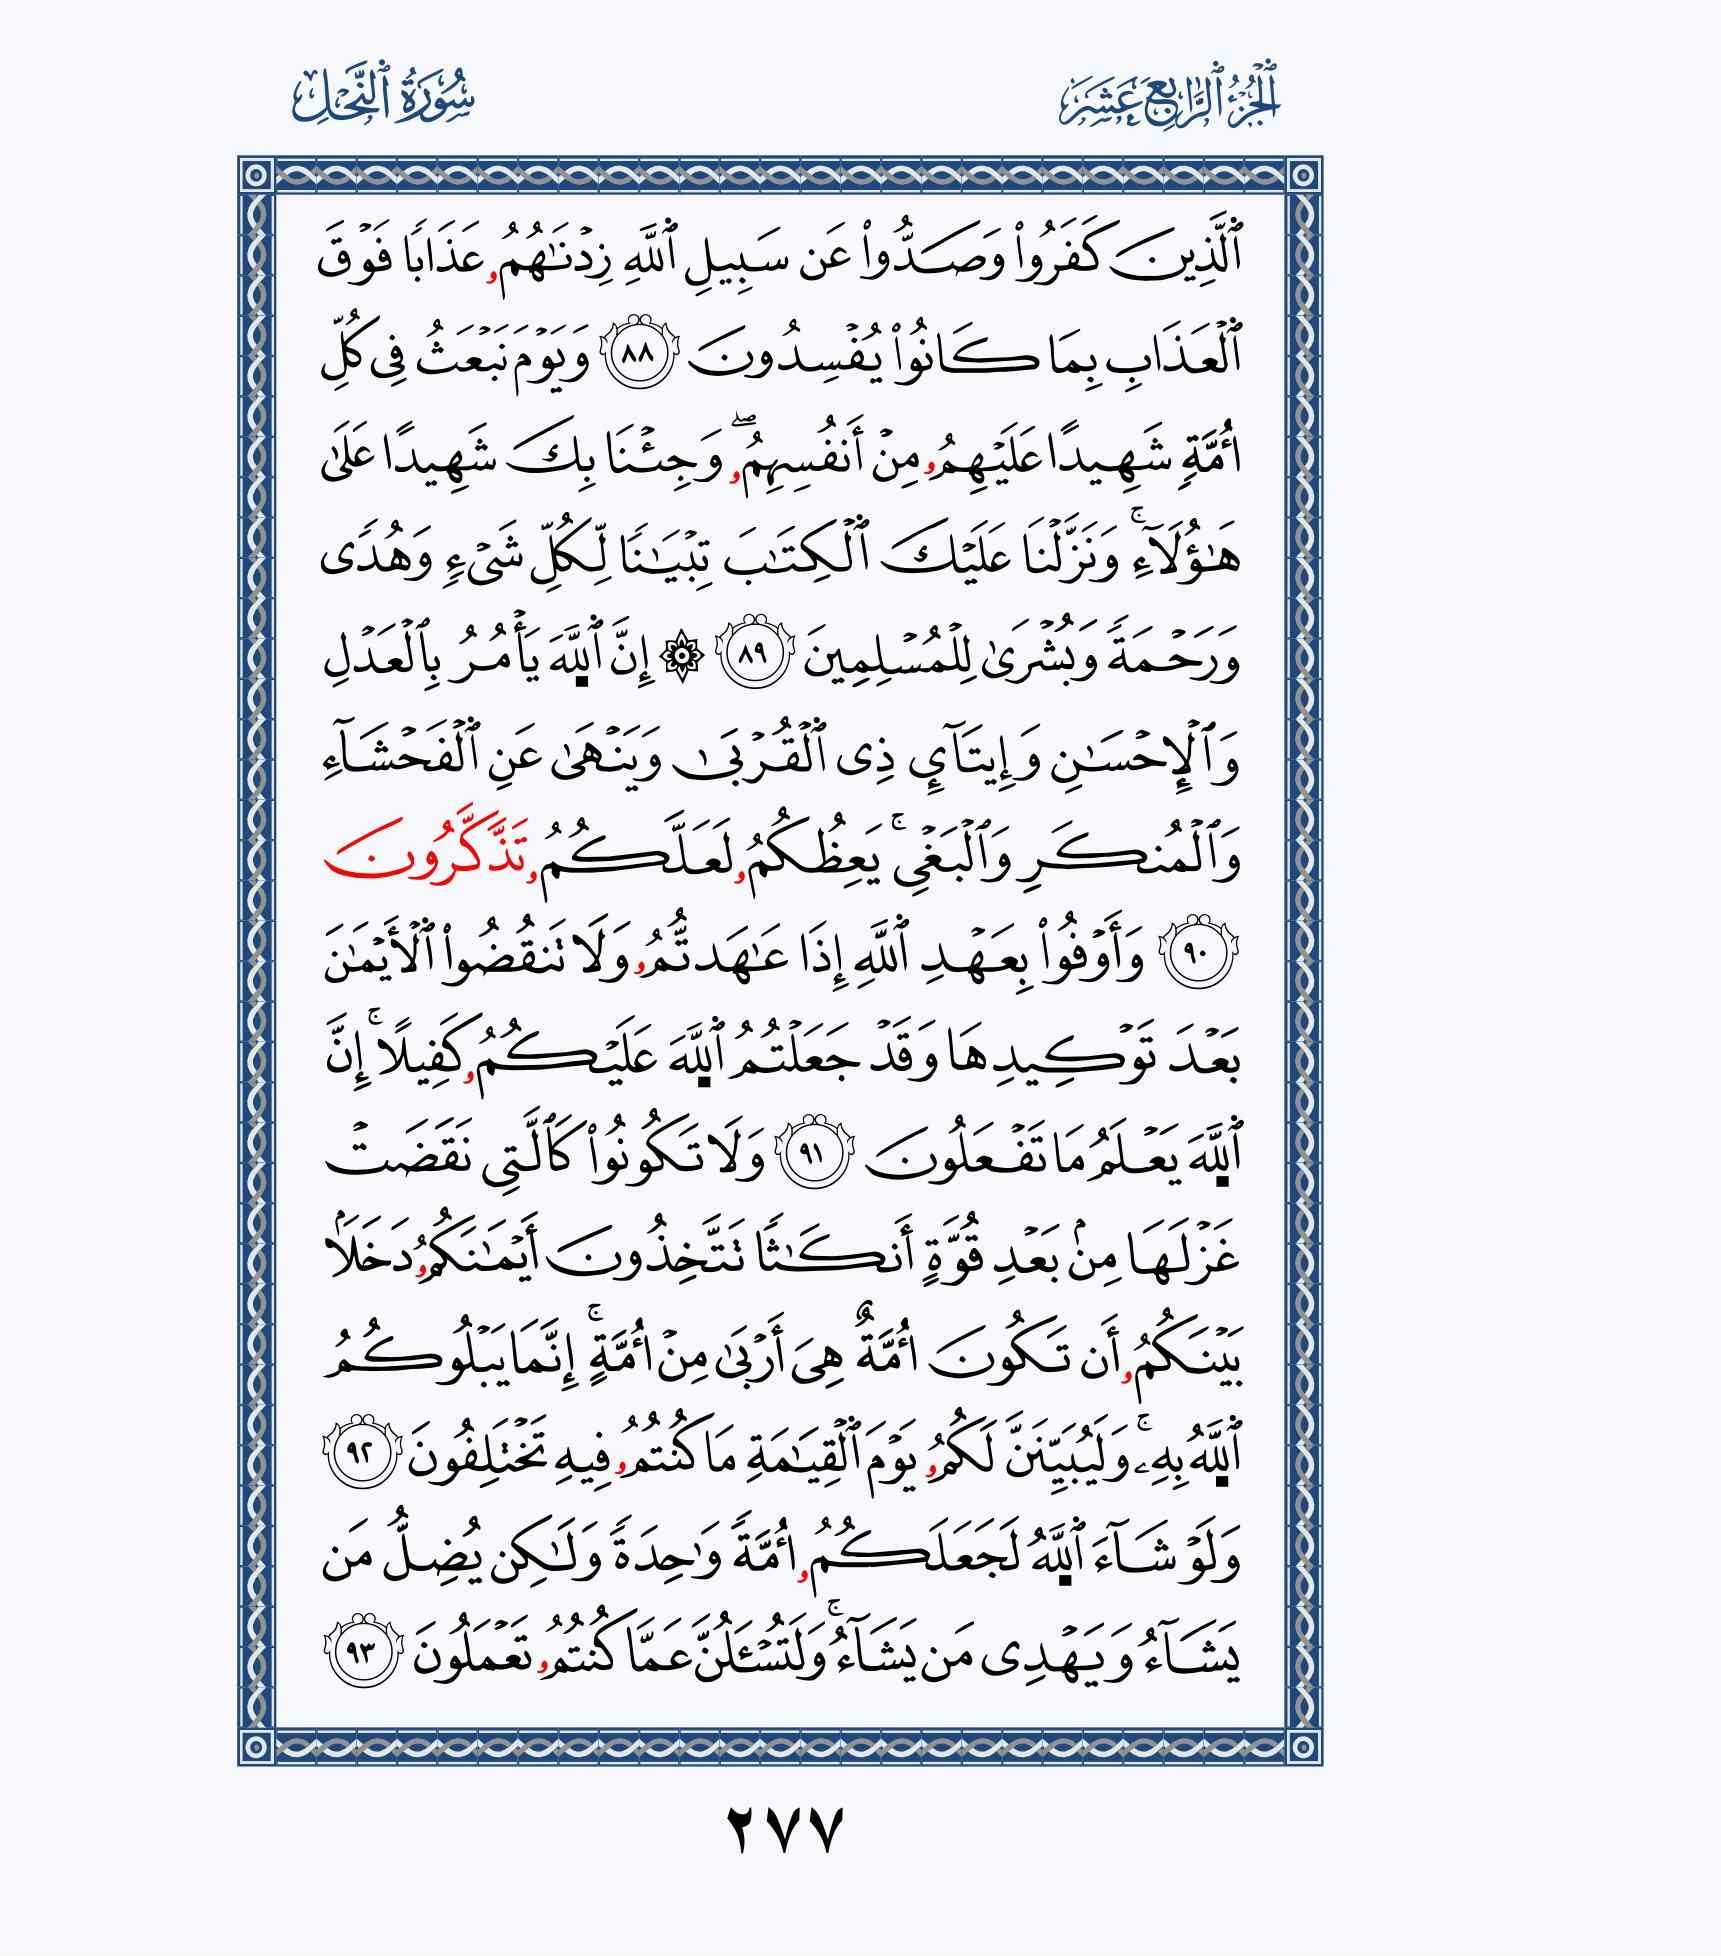 ٱلْجُزْءُ ٱلرَّابِعَ عَشَرَ
سُورَةُ ٱلنَّحْلِ
ٱلَّذِينَ كَفَرُوا۟ وَصَدُّوا۟ عَن سَبِيلِ ٱللَّهِ زِدْنَٰهُمُۥ عَذَابًا فَوْقَ
ٱلْعَذَابِ بِمَا كَانُوا۟ يُفْسِدُونَ ٨٨ وَيَوْمَ نَبْعَثُ فِى كُلِّ
أُمَّةٍ شَهِيدًا عَلَيْهِمُۥ مِنْ أَنفُسِهِمُۥۖ وَجِئْنَا بِكَ شَهِيدًا عَلَىٰ
هَٰٓؤُلَآءِۚ وَنَزَّلْنَا عَلَيْكَ ٱلْكِتَٰبَ تِبْيَٰنًا لِّكُلِّ شَىْءٍ وَهُدًى
وَرَحْمَةً وَبُشْرَىٰ لِلْمُسْلِمِينَ ٨٩ ۞ إِنَّ ٱللَّهَ يَأْمُرُ بِٱلْعَدْلِ
وَٱلْإِحْسَٰنِ وَإِيتَآئِ ذِى ٱلْقُرْبَىٰ وَيَنْهَىٰ عَنِ ٱلْفَحْشَآءِ
وَٱلْمُنكَرِ وَٱلْبَغْىِۚ يَعِظُكُمُۥ لَعَلَّكُمُۥ تَذَّكَّرُونَ
٩٠ وَأَوْفُوا۟ بِعَهْدِ ٱللَّهِ إِذَا عَٰهَدتُّمُۥ وَلَا تَنقُضُوا۟ ٱلْأَيْمَٰنَ
بَعْدَ تَوْكِيدِهَا وَقَدْ جَعَلْتُمُ ٱللَّهَ عَلَيْكُمُۥ كَفِيلًاۚ إِنَّ
ٱللَّهَ يَعْلَمُ مَا تَفْعَلُونَ ٩١ وَلَا تَكُونُوا۟ كَٱلَّتِى نَقَضَتْ
غَزْلَهَا مِنۢ بَعْدِ قُوَّةٍ أَنكَٰثًا تَتَّخِذُونَ أَيْمَٰنَكُمُۥ دَخَلًۢا
بَيْنَكُمُۥ أَن تَكُونَ أُمَّةٌ هِىَ أَرْبَىٰ مِنْ أُمَّةٍۚ إِنَّمَا يَبْلُوكُمُ
ٱللَّهُ بِهِۦۚ وَلَيُبَيِّنَنَّ لَكُمُۥ يَوْمَ ٱلْقِيَٰمَةِ مَا كُنتُمُۥ فِيهِ تَخْتَلِفُونَ ٩٢
وَلَوْ شَآءَ ٱللَّهُ لَجَعَلَكُمُۥ أُمَّةً وَٰحِدَةً وَلَٰكِن يُضِلُّ مَن
يَشَآءُ وَيَهْدِى مَن يَشَآءُۚ وَلَتُسْـَٔلُنَّ عَمَّا كُنتُمُۥ تَعْمَلُونَ ٩٣
٢٧٧